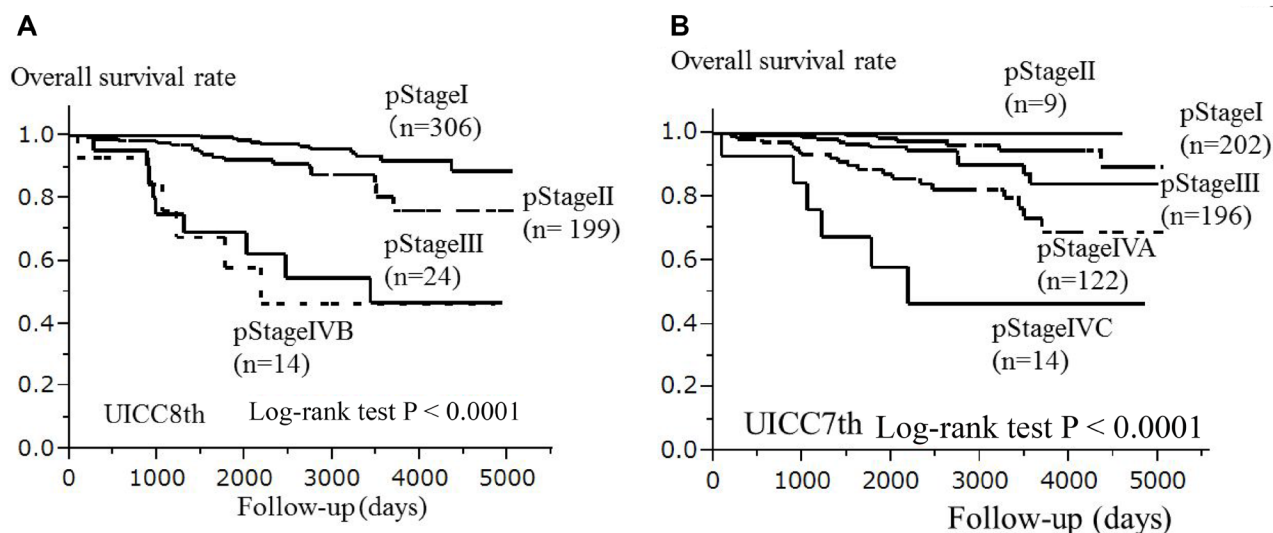 A
Overall survival rate
pStageI
(n=306)
1.0
0.8
0.6
0.4
0.2
0.0
pStageII
(n= 199)
pStageIII
(n=24)
pStageIVB
(n=14)
UICC8th Log-rank test P < 0.0001
0 1000 2000 3000 4000 5000
Follow-up (days)
B
Overall survival rate
pStageII
(n=9)
pStageI
(n=202)
1.0
0.8
0.6
0.4
0.2
0.0
pStageIII
(n=196)
pStageIVA
(n=122)
pStageIVC
(n=14)
UICC7th Log-rank test P < 0.0001
0 1000 2000 3000 4000 5000
Follow-up (days)